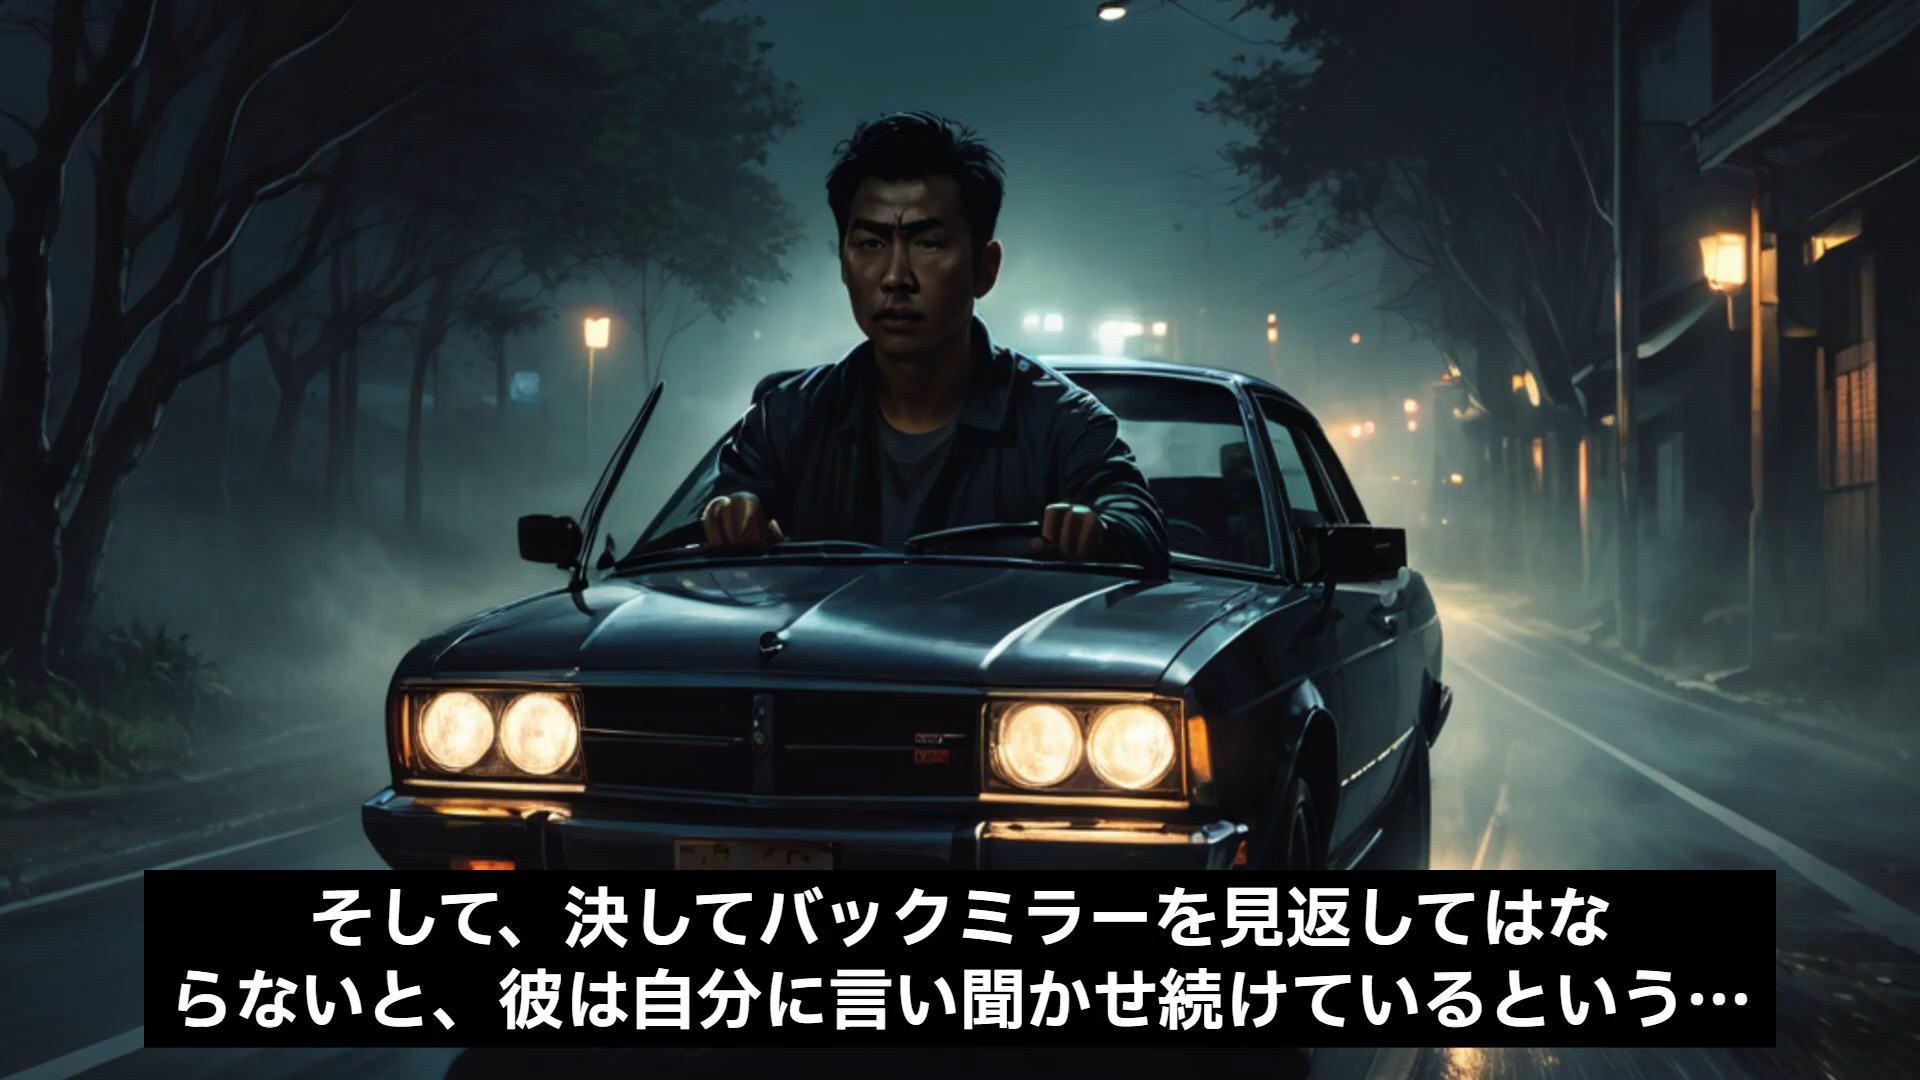 そして、決してバックミラーを見返してはな
らないと、彼は自分に言い聞かせ続けているという…